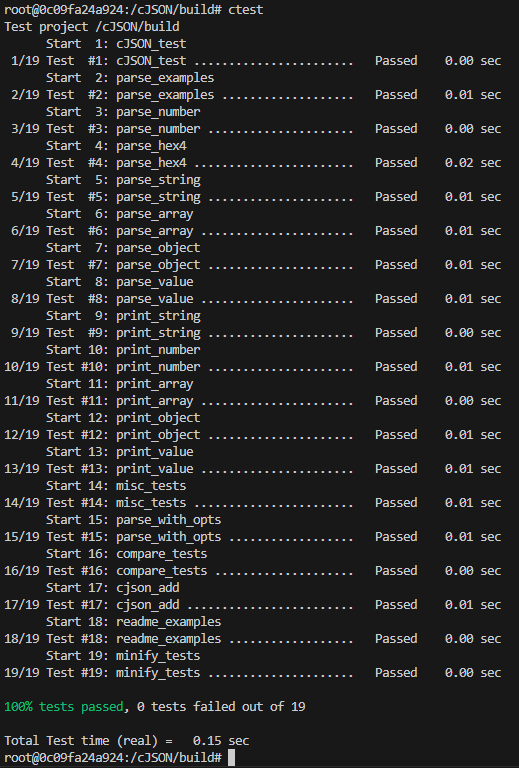 root@0c09fa24a924:/cJSON/build# ctest
Test project /cJSON/build
      Start  1: cJSON_test
 1/19 Test  #1: cJSON_test .......................   Passed    0.00 sec
      Start  2: parse_examples
 2/19 Test  #2: parse_examples ...................   Passed    0.01 sec
      Start  3: parse_number
 3/19 Test  #3: parse_number .....................   Passed    0.00 sec
      Start  4: parse_hex4
 4/19 Test  #4: parse_hex4 .......................   Passed    0.02 sec
      Start  5: parse_string
 5/19 Test  #5: parse_string .....................   Passed    0.01 sec
      Start  6: parse_array
 6/19 Test  #6: parse_array ......................   Passed    0.01 sec
      Start  7: parse_object
 7/19 Test  #7: parse_object .....................   Passed    0.01 sec
      Start  8: parse_value
 8/19 Test  #8: parse_value ......................   Passed    0.01 sec
      Start  9: print_string
 9/19 Test  #9: print_string .....................   Passed    0.00 sec
      Start 10: print_number
10/19 Test #10: print_number .....................   Passed    0.01 sec
      Start 11: print_array
11/19 Test #11: print_array ......................   Passed    0.00 sec
      Start 12: print_object
12/19 Test #12: print_object .....................   Passed    0.01 sec
      Start 13: print_value
13/19 Test #13: print_value ......................   Passed    0.01 sec
      Start 14: misc_tests
14/19 Test #14: misc_tests .......................   Passed    0.01 sec
      Start 15: parse_with_opts
15/19 Test #15: parse_with_opts ..................   Passed    0.01 sec
      Start 16: compare_tests
16/19 Test #16: compare_tests ....................   Passed    0.00 sec
      Start 17: cjson_add
17/19 Test #17: cjson_add ........................   Passed    0.01 sec
      Start 18: readme_examples
18/19 Test #18: readme_examples ..................   Passed    0.00 sec
      Start 19: minify_tests
19/19 Test #19: minify_tests .....................   Passed    0.00 sec

100% tests passed, 0 tests failed out of 19

Total Test time (real) =   0.15 sec
root@0c09fa24a924:/cJSON/build#